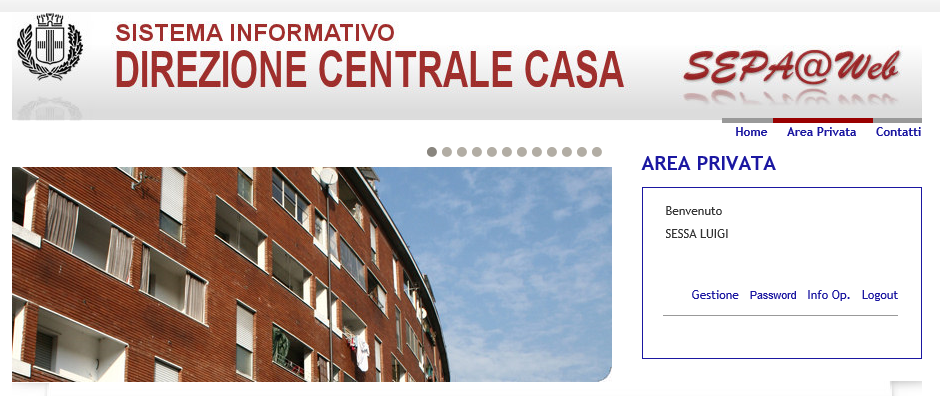 SISTEMA INFORMATIVO
DIREZIONE CENTRALE CASA
SEPA@Web
Home Area Privata Contatti
AREA PRIVATA
Benvenuto
SESSA LUIGI
Gestione Password Info Op. Logout